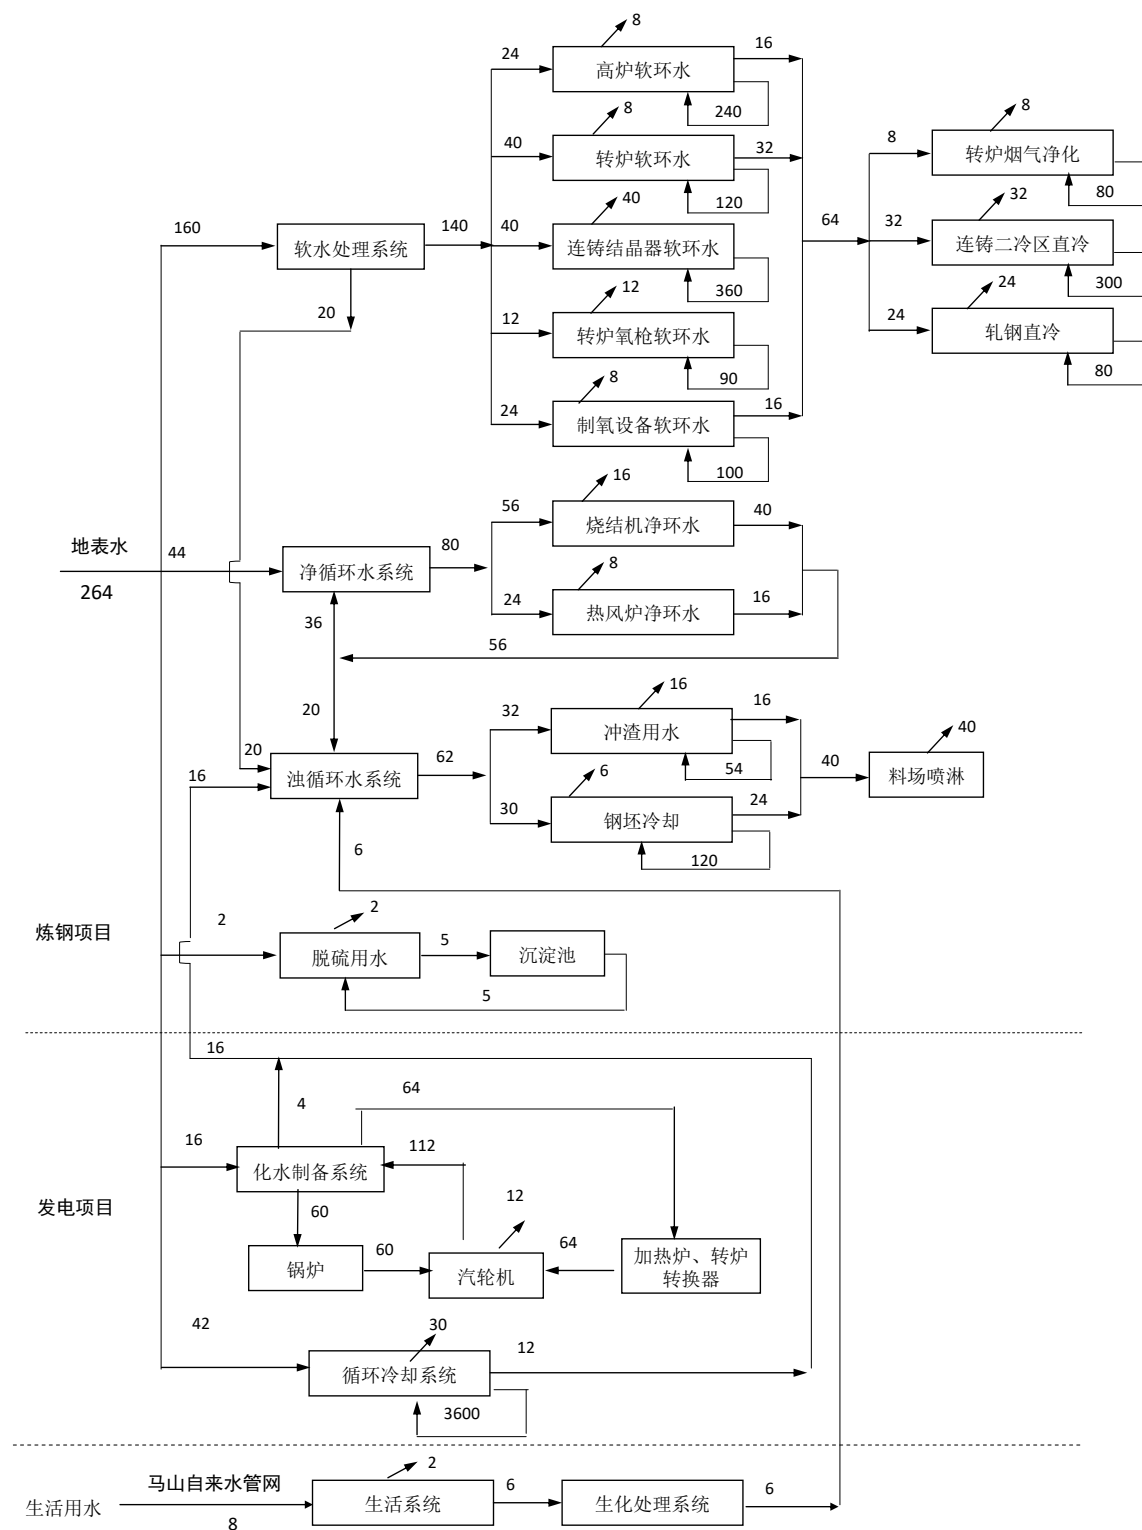 8
24
高炉软环水
16
240
8
40
转炉软环水
32
120
8
8
转炉烟气净化
80
160
软水处理系统
140
40
40
连铸结晶器软环水
360
64
32
32
连铸二冷区直冷
300
20
12
12
转炉氧枪软环水
90
24
24
轧钢直冷
80
8
24
制氧设备软环水
16
100
16
56
烧结机净环水
40
地表水
264
44
净循环水系统
80
8
24
热风炉净环水
16
36
56
20
16
32
冲渣用水
16
54
20
16
浊循环水系统
62
6
30
钢坯冷却
24
120
40
40
料场喷淋
6
炼钢项目
2
2
脱硫用水
5
沉淀池
5
16
4
64
16
化水制备系统
112
发电项目
60
12
锅炉
60
汽轮机
64
加热炉、转炉
转换器
42
30
循环冷却系统
12
3600
生活用水
马山自来水管网
8
2
生活系统
6
生化处理系统
6